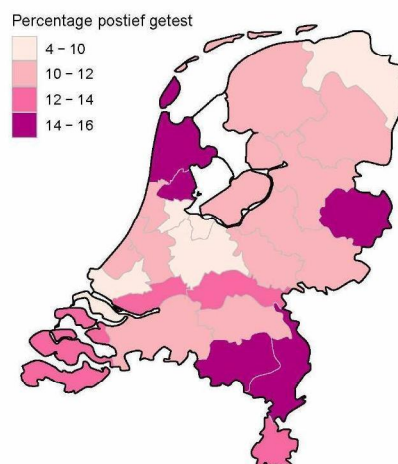 Percentage postief getest
4 – 10
10 – 12
12 – 14
14 – 16